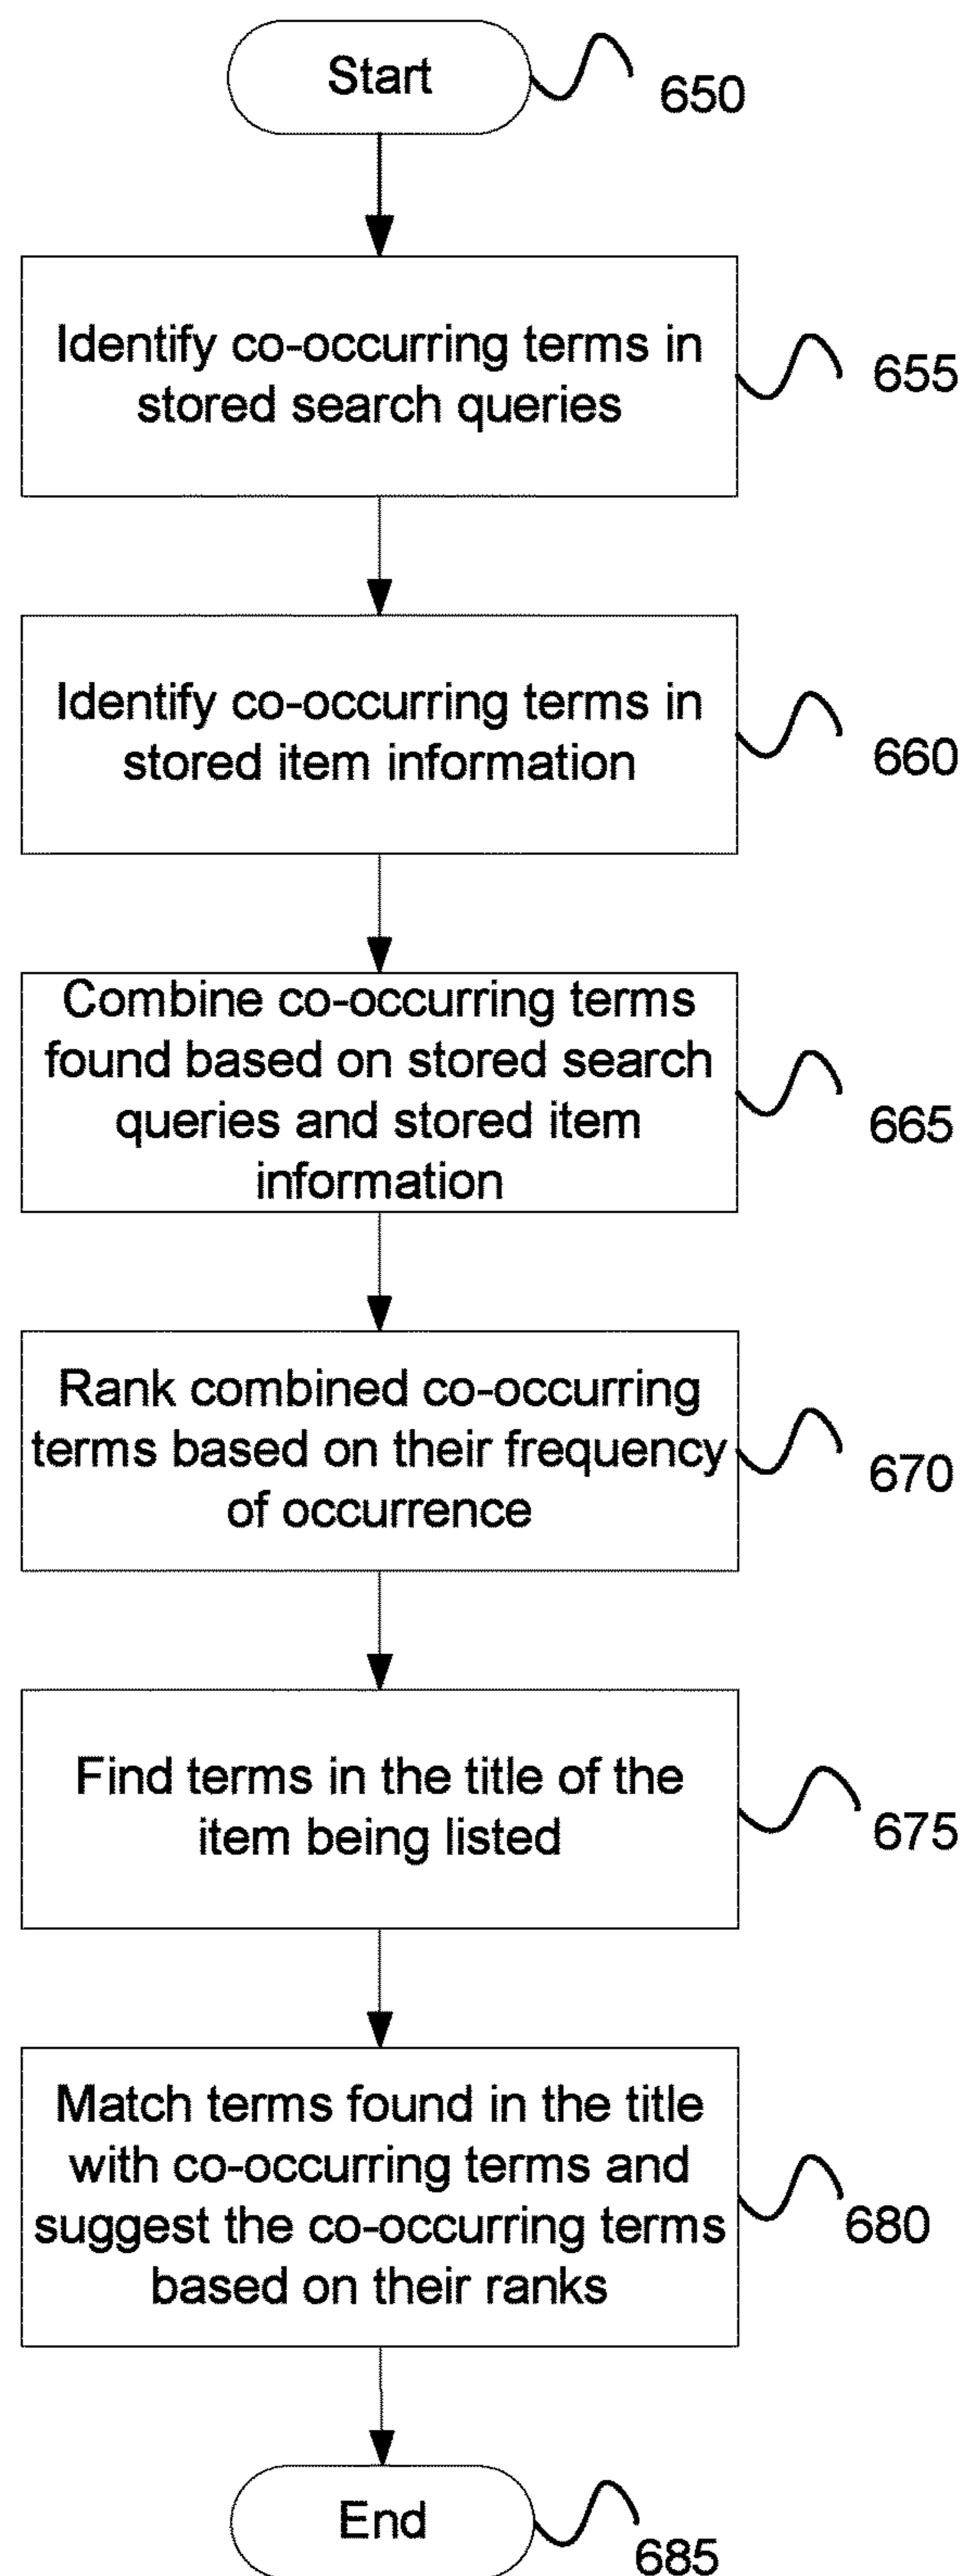 Start
650
Identify co-occurring terms in
stored search queries
655
Identify co-occurring terms in
stored item information
660
Combine co-occurring terms
found based on stored search
queries and stored item
information
665
Rank combined co-occurring
terms based on their frequency
of occurrence
670
Find terms in the title of the
item being listed
675
Match terms found in the title
with co-occurring terms and
suggest the co-occurring terms
based on their ranks
680
End
685